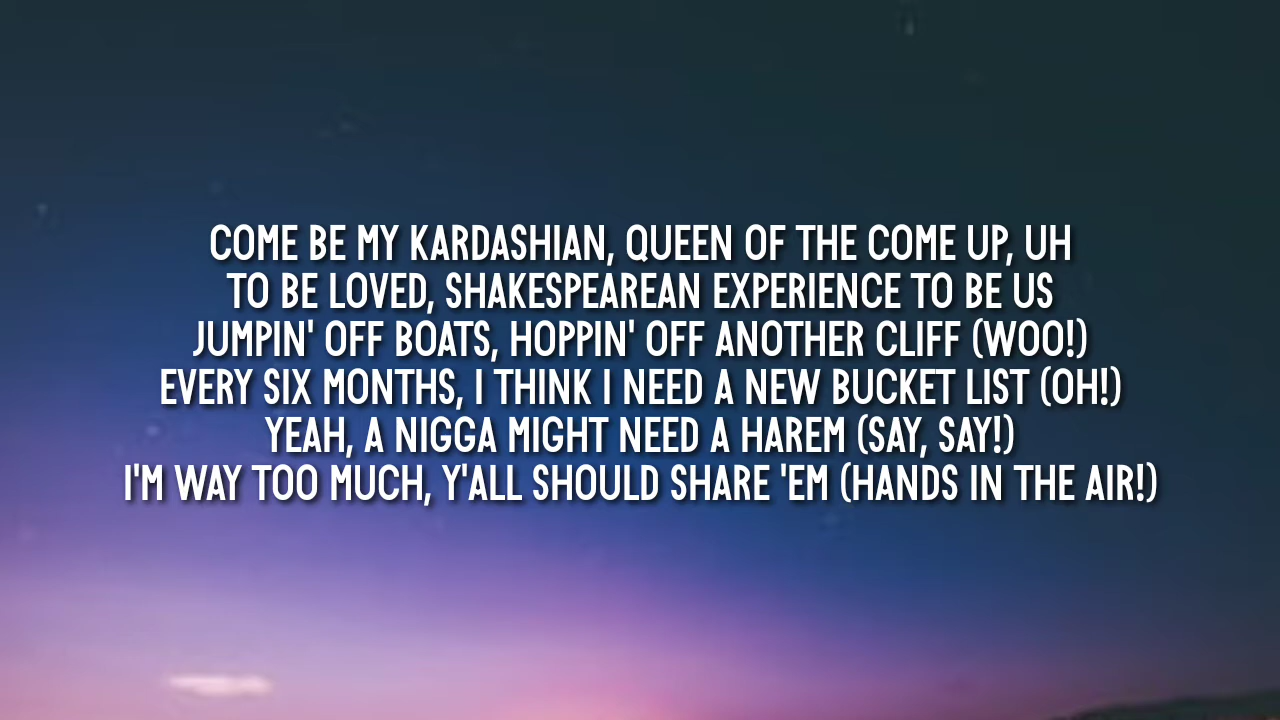 COME BE MY KARDASHIAN, QUEEN OF THE COME UP, UH
TO BE LOVED, SHAKESPEAREAN EXPERIENCE TO BE US
JUMPIN' OFF BOATS, HOPPIN' OFF ANOTHER CLIFF (WOO!)
EVERY SIX MONTHS, I THINK I NEED A NEW BUCKET LIST (OH!)
YEAH, A NIGGA MIGHT NEED A HAREM (SAY, SAY!)
I'M WAY TOO MUCH, Y'ALL SHOULD SHARE 'EM (HANDS IN THE AIR!)